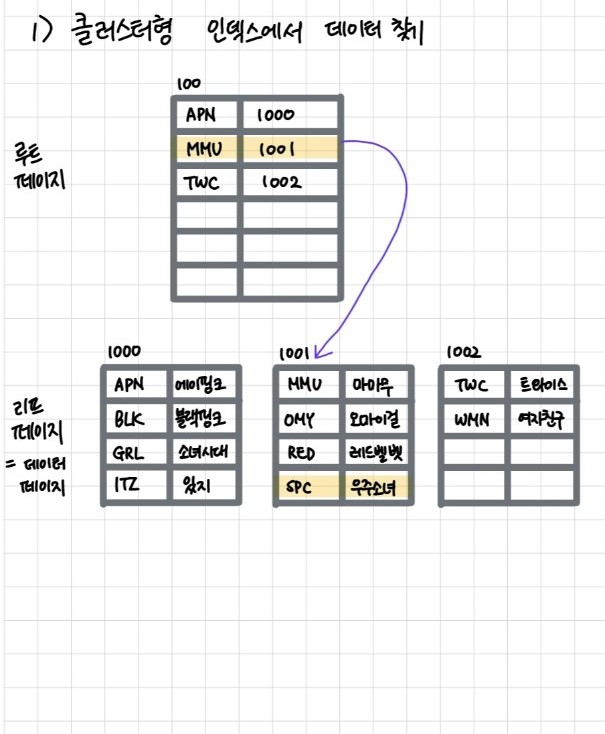 1) 클러스터형 인덱스에서 데이터 찾기
100
APN 1000
MMU 1001
TWC 1002
루트
페이지
1000
APN 에이핑크
BLK 블랙핑크
GRL 소녀시대
ITZ 있지
1001
MMU 마마무
OMY 오마이걸
RED 레드벨벳
SPC 우주소녀
1002
TWC 트와이스
WMN 여자친구
리프
페이지
= 데이터
페이지